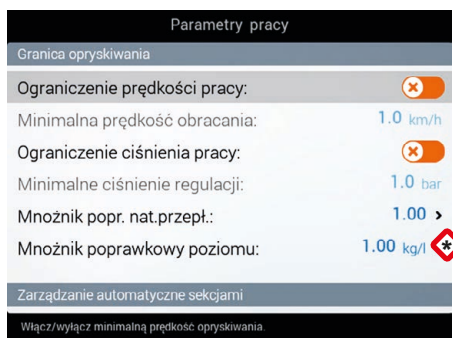 Parametry pracy
Granica opryskiwania
Ograniczenie prędkości pracy:
Minimalna prędkość obracania: 1.0 km/h
Ograniczenie ciśnienia pracy:
Minimalne ciśnienie regulacji: 1.0 bar
Mnożnik popr. nat.przepł.: 1.00 >
Mnożnik poprawkowy poziomu: 1.00 kg/l *
Zarządzanie automatyczne sekcjami
Włącz/wyłącz minimalną prędkość opryskiwania.